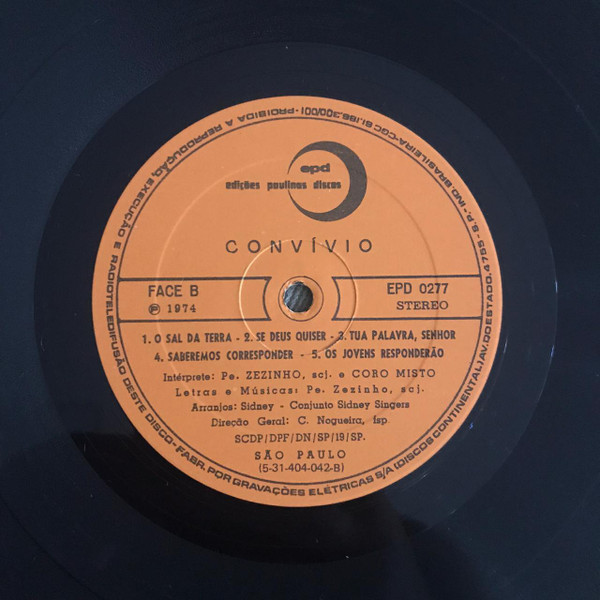 epd
edições paulinas discos
CONVÍVIO
FACE B
℗ 1974
EPD 0277
STEREO
1. O SAL DA TERRA - 2. SE DEUS QUISER - 3. TUA PALAVRA, SENHOR
4. SABEREMOS CORRESPONDER - 5. OS JOVENS RESPONDERÃO
Intérprete: Pe. ZEZINHO, scj. e CORO MISTO
Letras e Músicas: Pe. Zezinho, scj.
Arranjos: Sidney - Conjunto Sidney Singers
Direção Geral: C. Nogueira, fsp.
SCDP/DPF/DN/SP/19/SP.
SÃO PAULO
(5-31-404-042-B)
PROIBIDA A REPRODUÇÃO, EXECUÇÃO E RADIOTELEDIFUSÃO DESTE DISCO - FABR. POR GRAVAÇÕES ELÉTRICAS S/A (DISCOS CONTINENTAL) AV. DO ESTADO, 4755 - S.P. - IND. BRASILEIRA - CGC 61.186.300/001 -